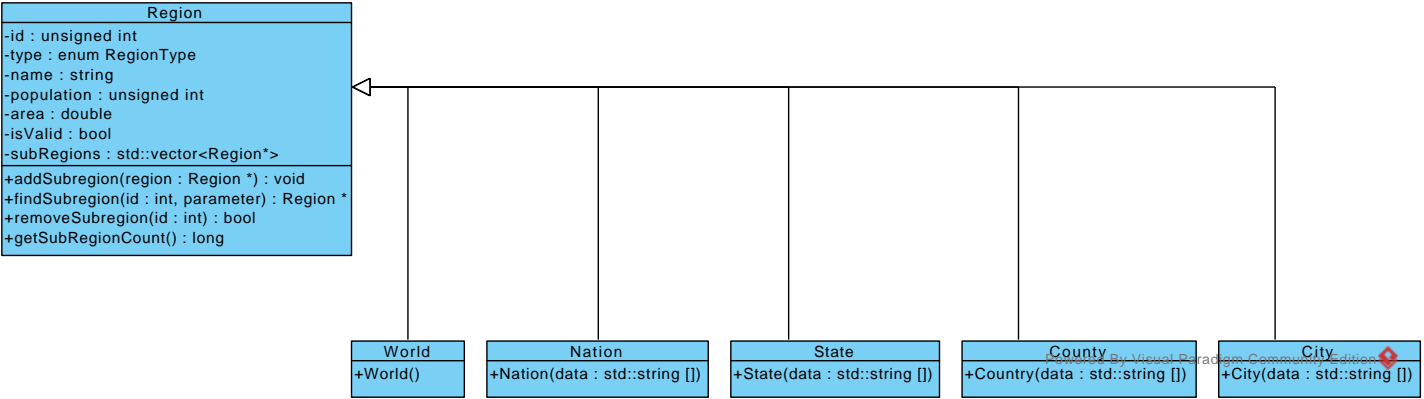 Region
-id : unsigned int
-type : enum RegionType
-name : string
-population : unsigned int
-area : double
-isValid : bool
-subRegions : std::vector<Region*>
+addSubregion(region : Region *) : void
+findSubregion(id : int, parameter) : Region *
+removeSubregion(id : int) : bool
+getSubRegionCount() : long
World
+World()
Nation
+Nation(data : std::string [])
State
+State(data : std::string [])
County
+Country(data : std::string [])
City
+City(data : std::string [])
Powered By Visual Paradigm Community Edition